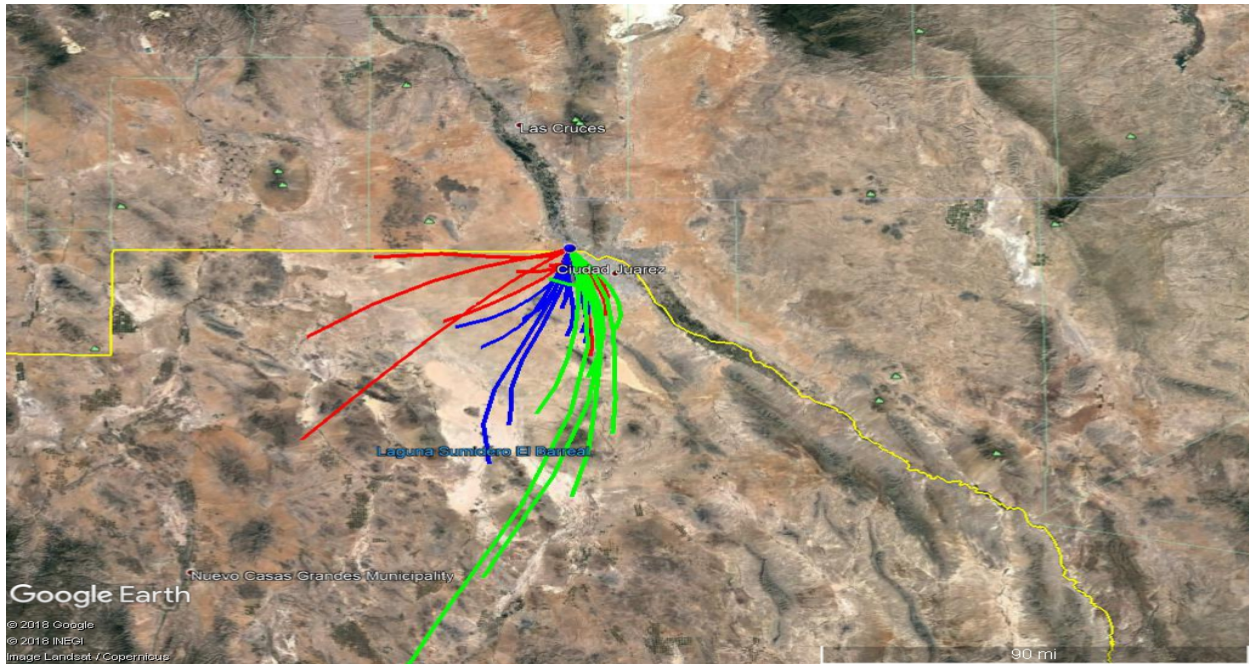 Las Cruces
Ciudad Juarez
Laguna Sumidero El Barreal
Nuevo Casas Grandes Municipality
Google Earth
© 2018 Google
© 2018 INEGI
Image Landsat / Copernicus
90 mi